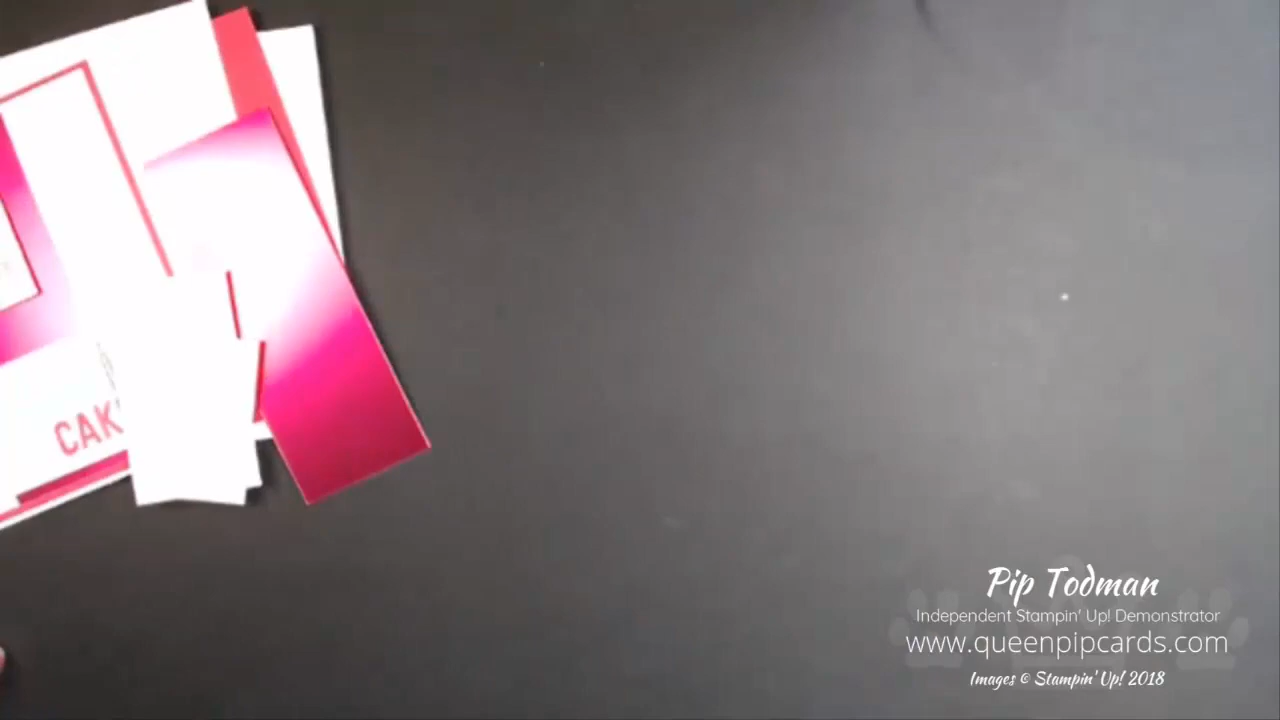 CAK
Pip Todman
Independent Stampin' Up! Demonstrator
www.queenpipcards.com
Images © Stampin' Up! 2018